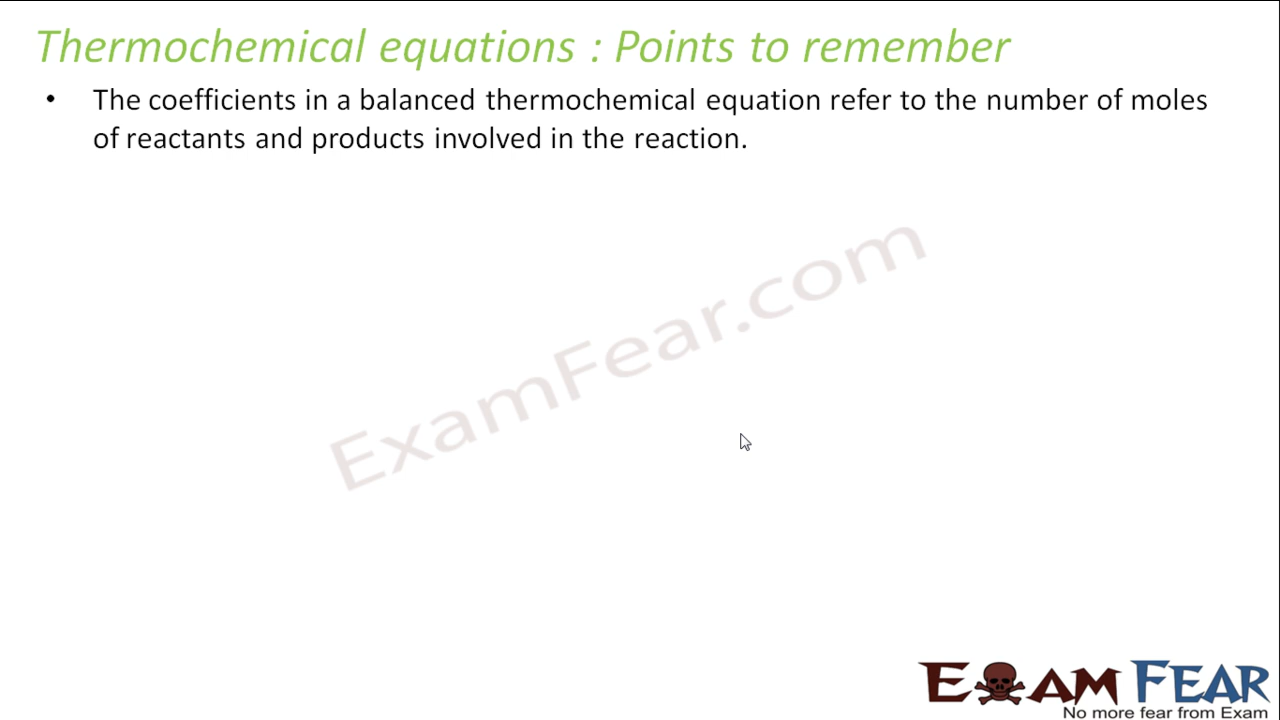 Thermochemical equations : Points to remember
• The coefficients in a balanced thermochemical equation refer to the number of moles
of reactants and products involved in the reaction.
ExamFear.com
EXAM FEAR
No more fear from Exam